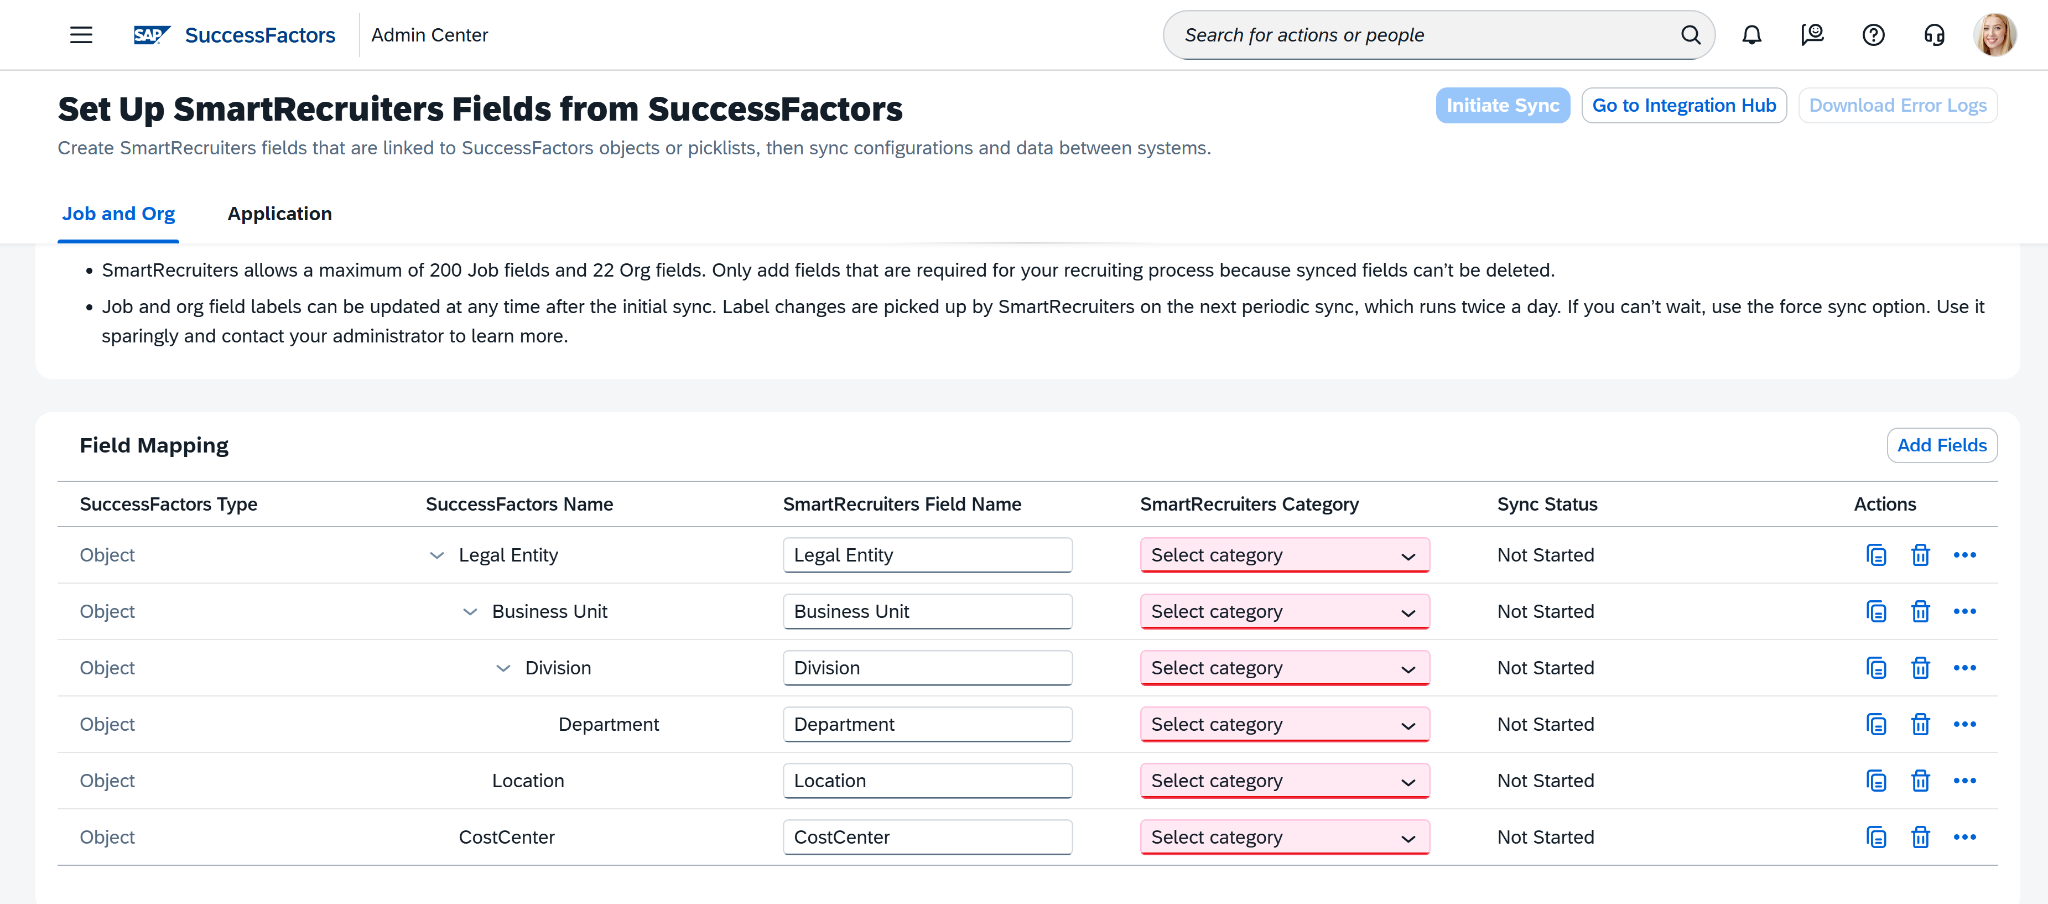 SAP SuccessFactors Admin Center Search for actions or people
Set Up SmartRecruiters Fields from SuccessFactors
Initiate Sync Go to Integration Hub Download Error Logs
Create SmartRecruiters fields that are linked to SuccessFactors objects or picklists, then sync configurations and data between systems.
Job and Org Application
• SmartRecruiters allows a maximum of 200 Job fields and 22 Org fields. Only add fields that are required for your recruiting process because synced fields can’t be deleted.
• Job and org field labels can be updated at any time after the initial sync. Label changes are picked up by SmartRecruiters on the next periodic sync, which runs twice a day. If you can’t wait, use the force sync option. Use it
sparingly and contact your administrator to learn more.
Field Mapping Add Fields
SuccessFactors Type SuccessFactors Name SmartRecruiters Field Name SmartRecruiters Category Sync Status Actions
Object Legal Entity Legal Entity Select category Not Started
Object Business Unit Business Unit Select category Not Started
Object Division Division Select category Not Started
Object Department Department Select category Not Started
Object Location Location Select category Not Started
Object CostCenter CostCenter Select category Not Started